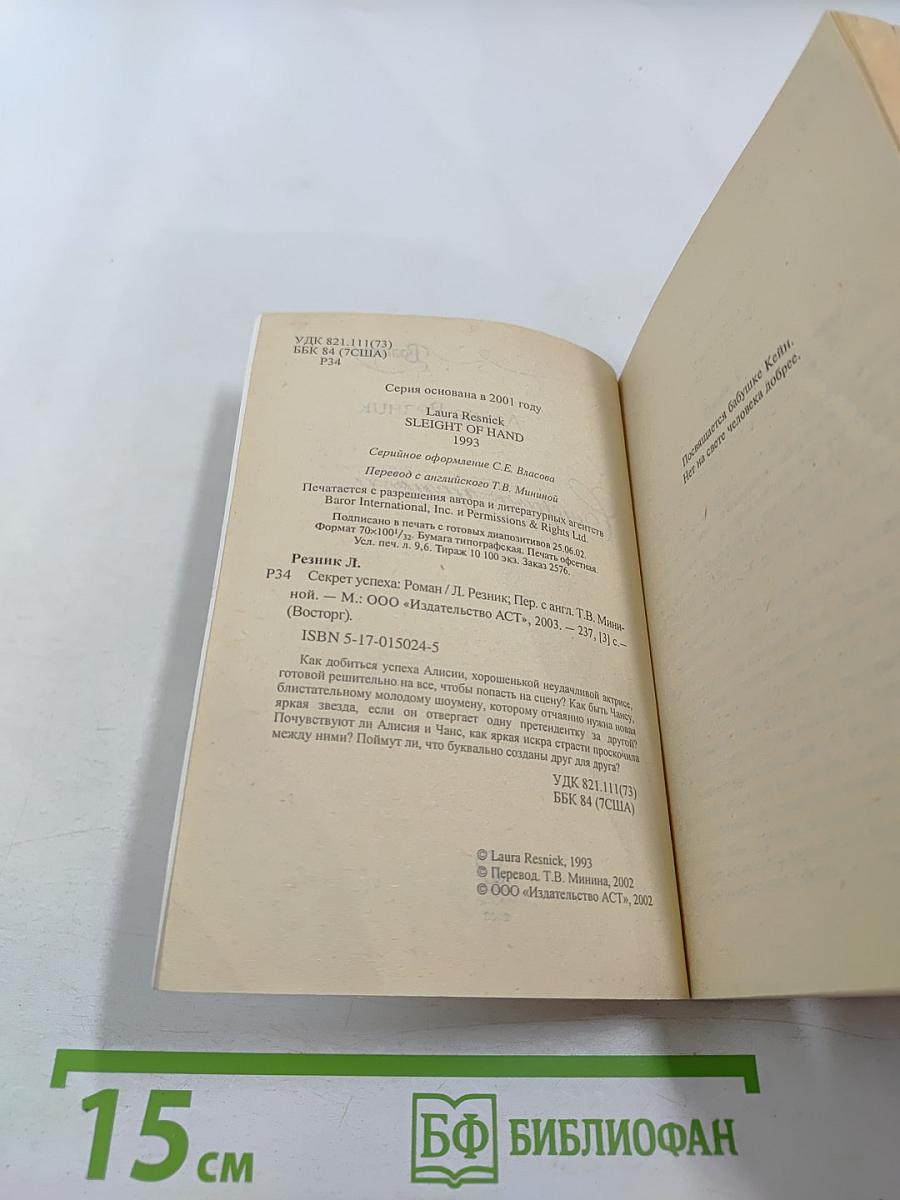 УДК 821.111(73)
ББК 84 (7США)
Р34
Серия основана в 2001 году
Laura Resnick
SLEIGHT OF HAND
1993
Серийное оформление С.Е. Власова
Перевод с английского Т.В. Мининой
Печатается с разрешения автора и литературных агентств
Baror International, Inc. и Permissions & Rights Ltd.
Подписано в печать с готовых диапозитивов 25.06.02.
Формат 70×100¹/₃₂. Бумага типографская. Печать офсетная.
Усл. печ. л. 9,6. Тираж 10 100 экз. Заказ 2576.
Резник Л.
Р34 Секрет успеха: Роман / Л. Резник; Пер. с англ. Т.В. Мини-
ной. — М.: ООО «Издательство АСТ», 2003. — 237, [3] с.—
(Восторг).
ISBN 5-17-015024-5
Как добиться успеха Алисии, хорошенькой неудачливой актрисе,
готовой решительно на все, чтобы попасть на сцену? Как быть Чансу,
блистательному молодому шоумену, которому отчаянно нужна новая
яркая звезда, если он отвергает одну претендентку за другой?
Почувствуют ли Алисия и Чанс, как яркая искра страсти проскочила
между ними? Поймут ли, что буквально созданы друг для друга?
УДК 821.111(73)
ББК 84 (7США)
© Laura Resnick, 1993
© Перевод. Т.В. Минина, 2002
© ООО «Издательство АСТ», 2002
Посвящается бабушке Кейн.
Нет на свете человека добрее.
15 см
БФ БИБЛИОФАН